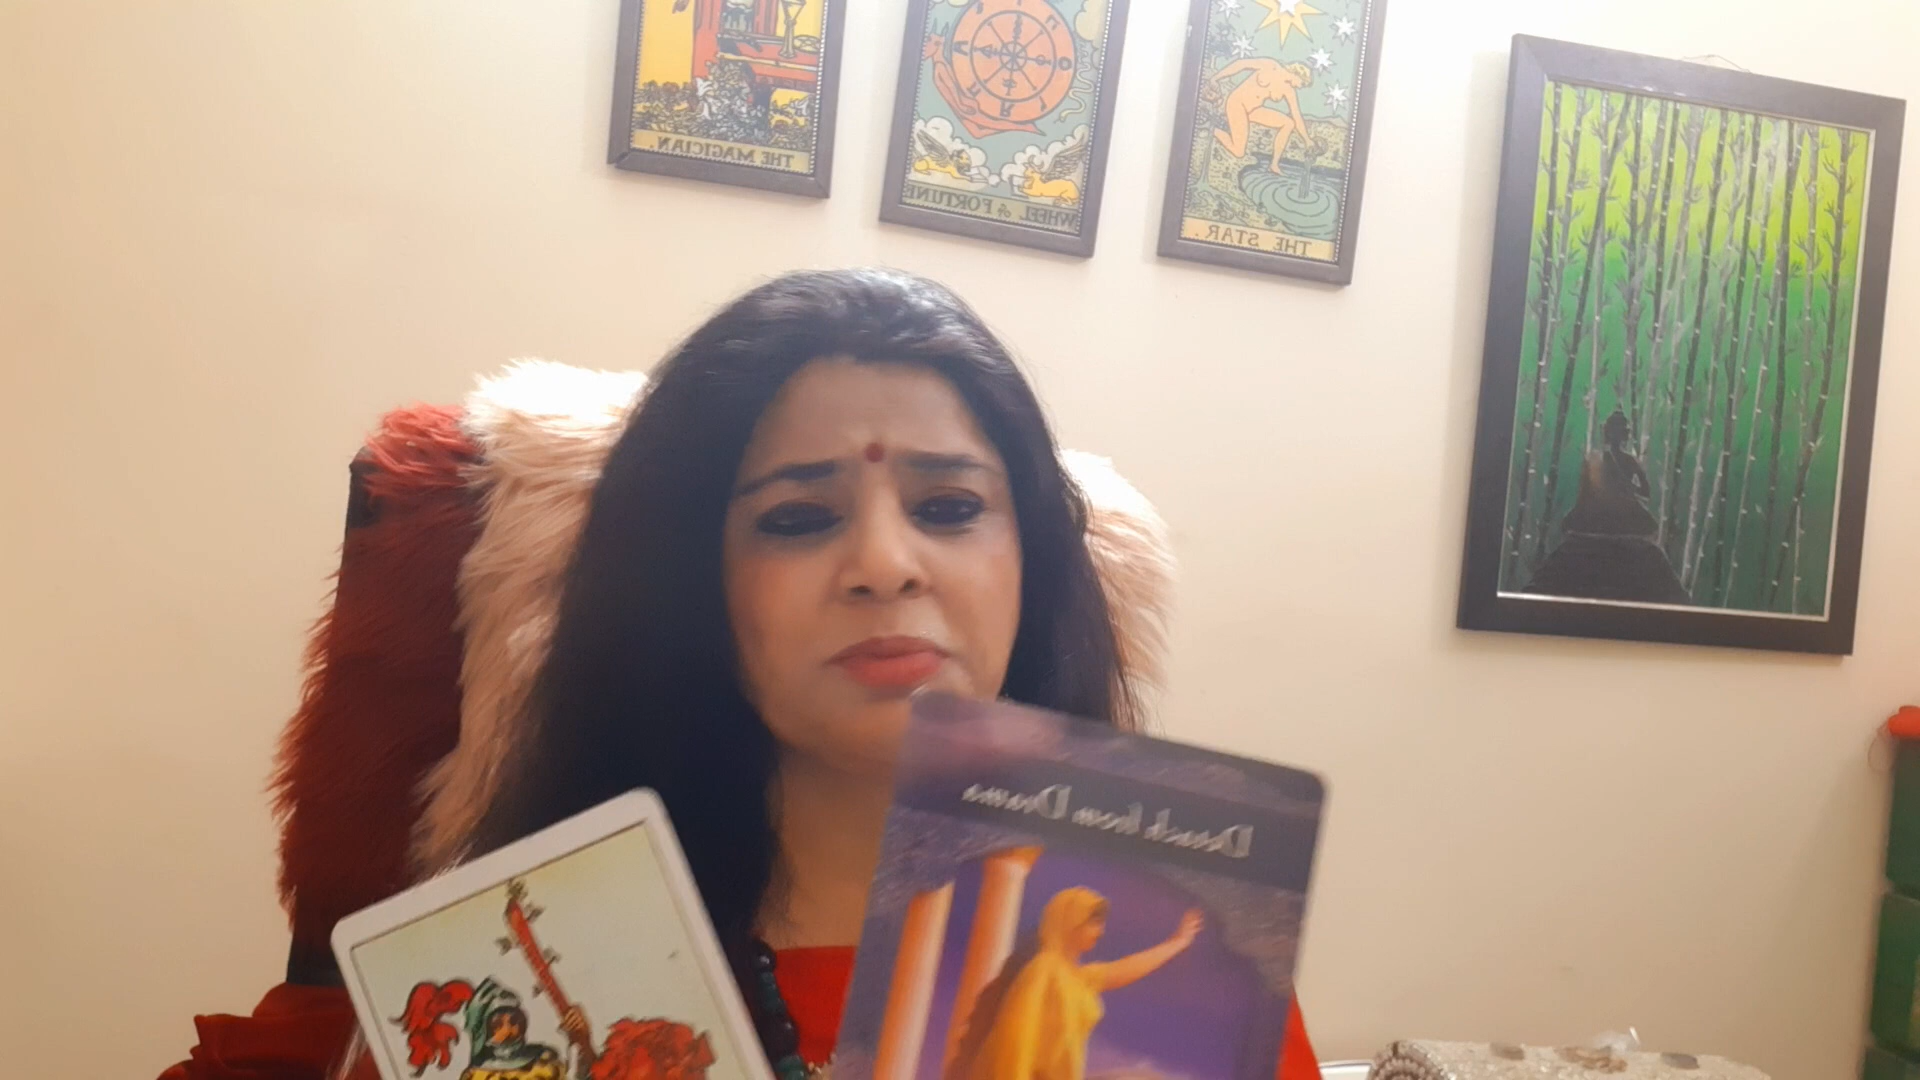 THE MAGICIAN.
WHEEL of FORTUNE
THE STAR.
Detach from Drama